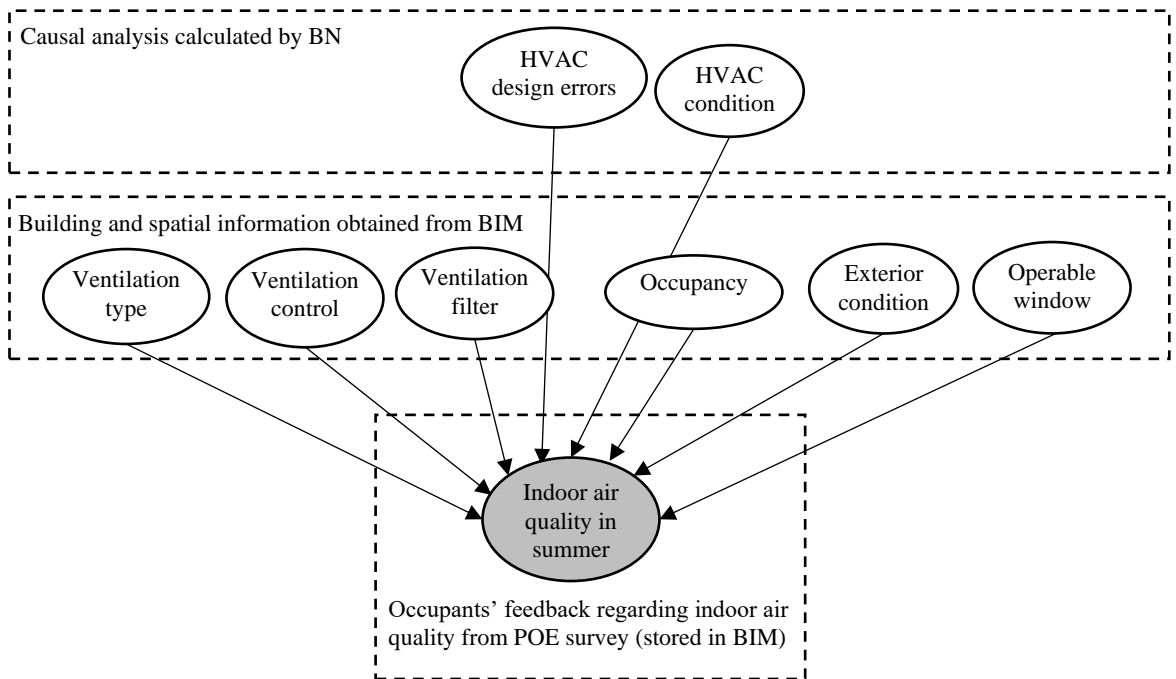 Causal analysis calculated by BN
HVAC
design errors
HVAC
condition
Building and spatial information obtained from BIM
Ventilation
type
Ventilation
control
Ventilation
filter
Occupancy
Exterior
condition
Operable
window
Indoor air
quality in
summer
Occupants’ feedback regarding indoor air
quality from POE survey (stored in BIM)